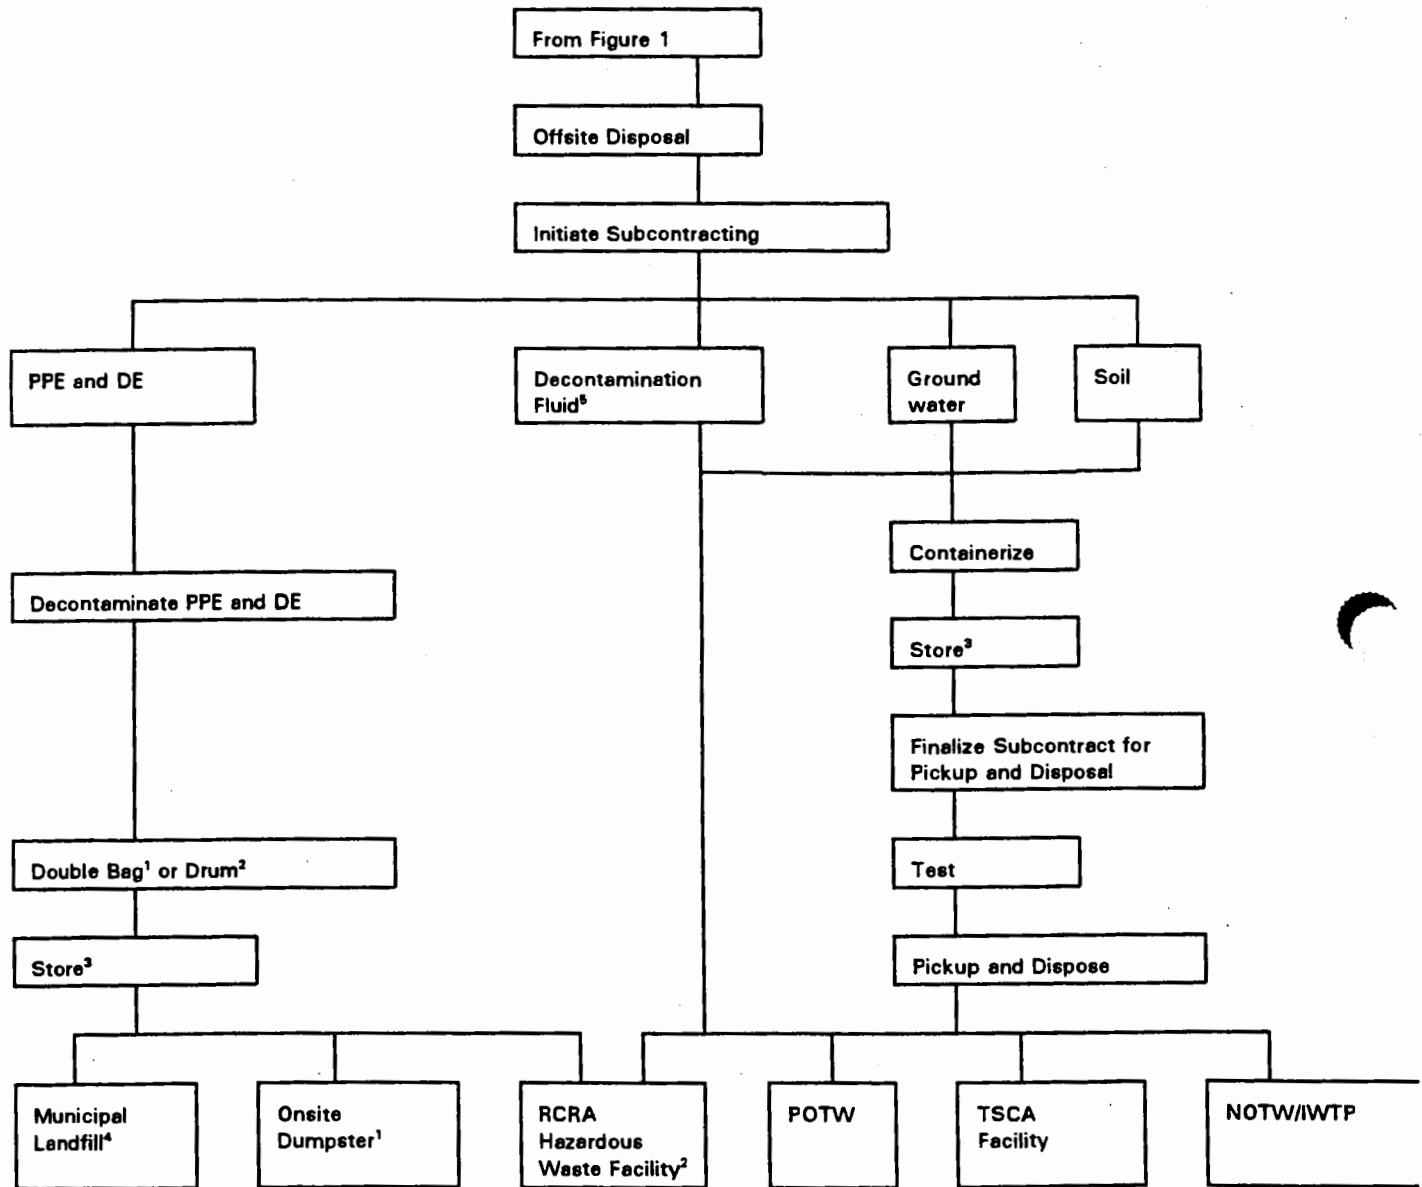 From Figure 1
Offsite Disposal
Initiate Subcontracting
PPE and DE
Decontamination
Fluid⁵
Ground
water
Soil
Containerize
Decontaminate PPE and DE
Store³
Finalize Subcontract for
Pickup and Disposal
Double Bag¹ or Drum²
Test
Store³
Pickup and Dispose
Municipal
Landfill⁴
Onsite
Dumpster¹
RCRA
Hazardous
Waste Facility²
POTW
TSCA
Facility
NOTW/IWTP